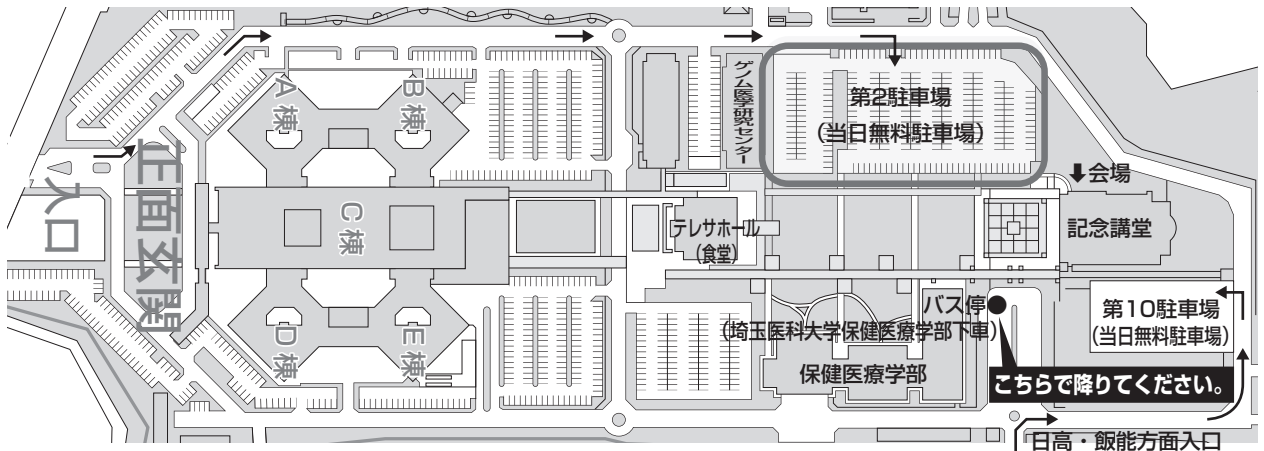 入口
正面玄関
A棟
B棟
C棟
D棟
E棟
ゲノム医学研究センター
第2駐車場
(当日無料駐車場)
⬇会場
記念講堂
テレサホール
(食堂)
バス停●
(埼玉医科大学保健医療学部下車)
保健医療学部
第10駐車場
(当日無料駐車場)
こちらで降りてください。
日高・飯能方面入口